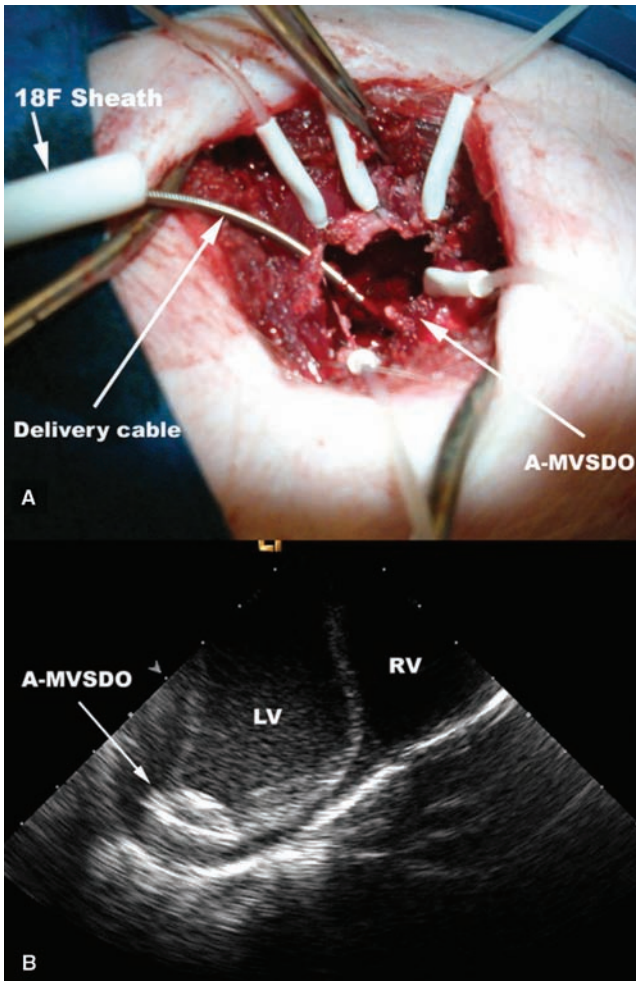 18F Sheath
Delivery cable
A-MVSDO
A
A-MVSDO
RV
LV
B